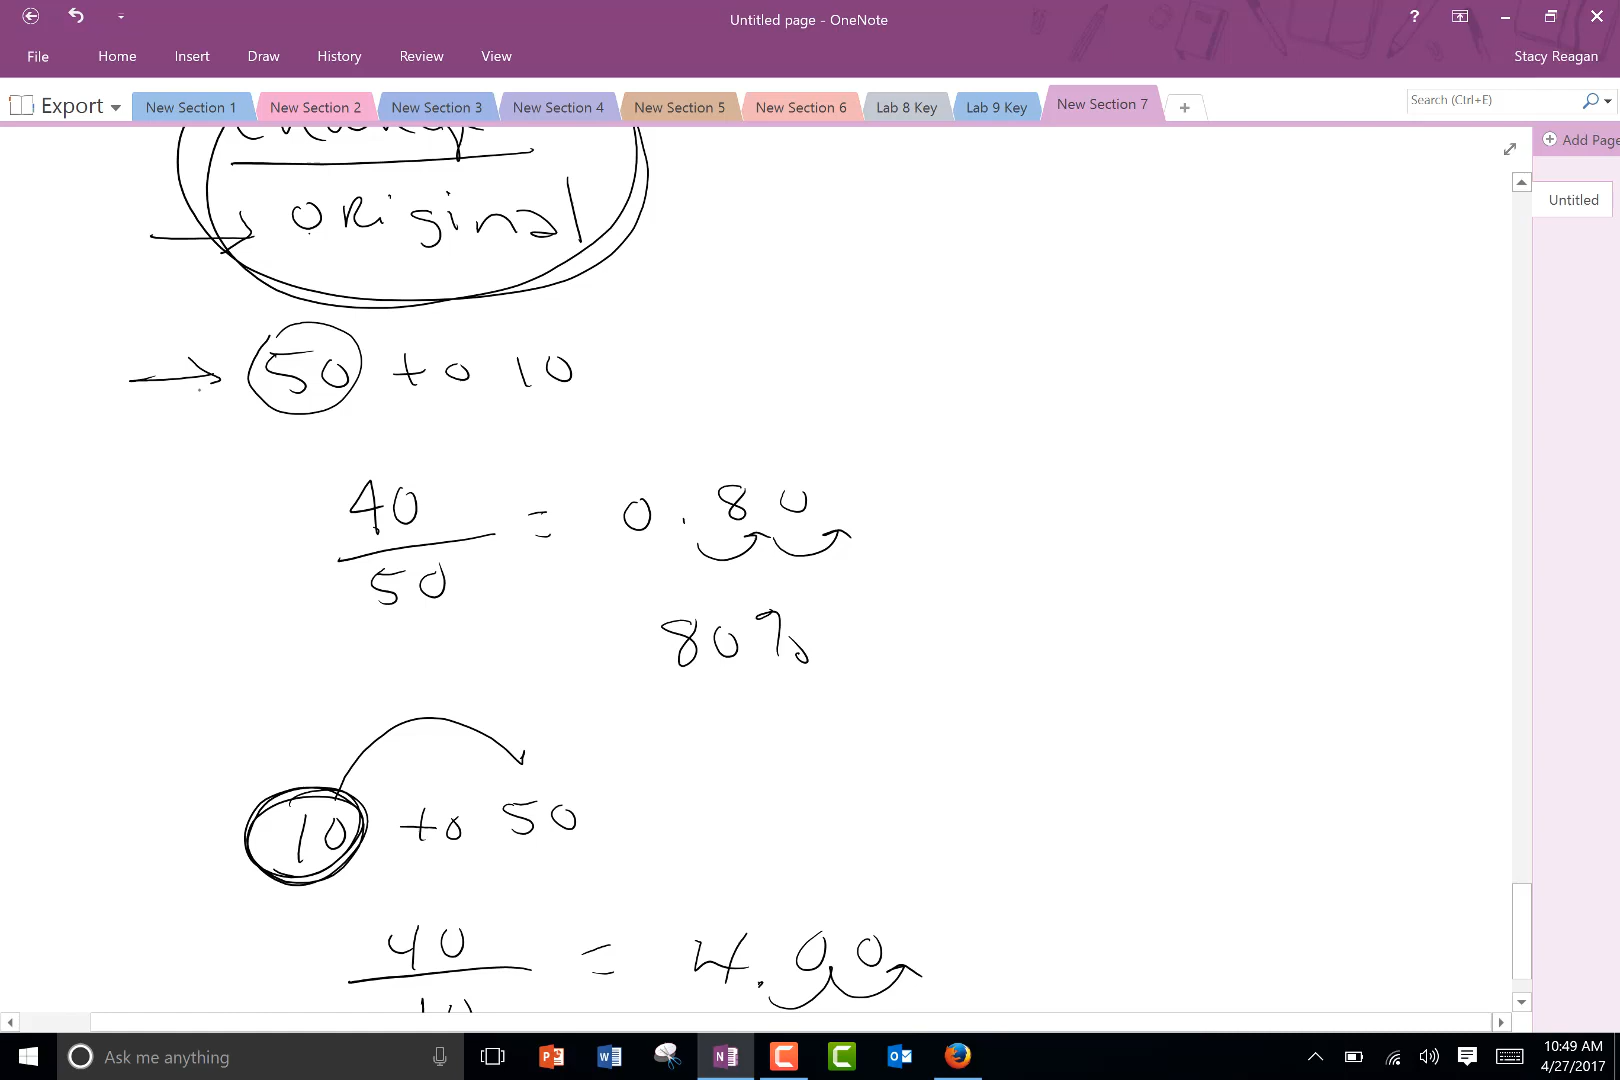 Untitled page - OneNote
?
File Home Insert Draw History Review View
Stacy Reagan
Export
New Section 1 New Section 2 New Section 3 New Section 4 New Section 5 New Section 6 Lab 8 Key Lab 9 Key New Section 7
Search (Ctrl+E)
Add Page
Untitled
original
50 to 10
40
= 0.80
50
80%
10 to 50
40
= 4.00
10
Ask me anything
10:49 AM
4/27/2017